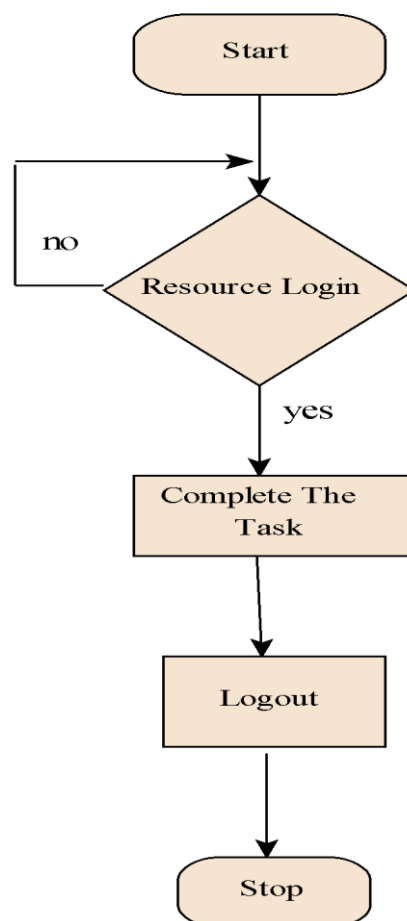 Start
no
Resource Login
yes
Complete The
Task
Logout
Stop